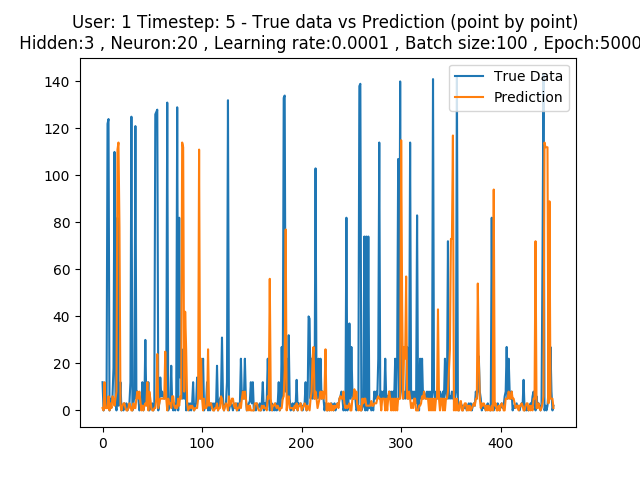 User: 1 Timestep: 5 - True data vs Prediction (point by point)
Hidden:3 , Neuron:20 , Learning rate:0.0001 , Batch size:100 , Epoch:5000
True Data
Prediction
140
120
100
80
60
40
20
0
0 100 200 300 400